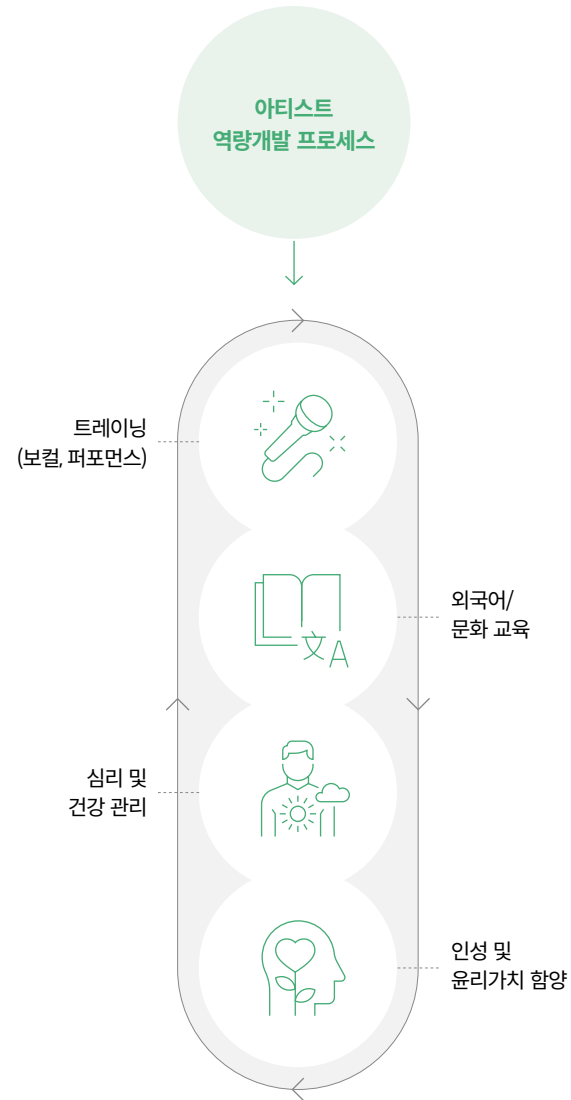 아티스트
역량개발 프로세스
트레이닝
(보컬, 퍼포먼스)
외국어/
문화 교육
文A
심리 및
건강 관리
인성 및
윤리가치 함양